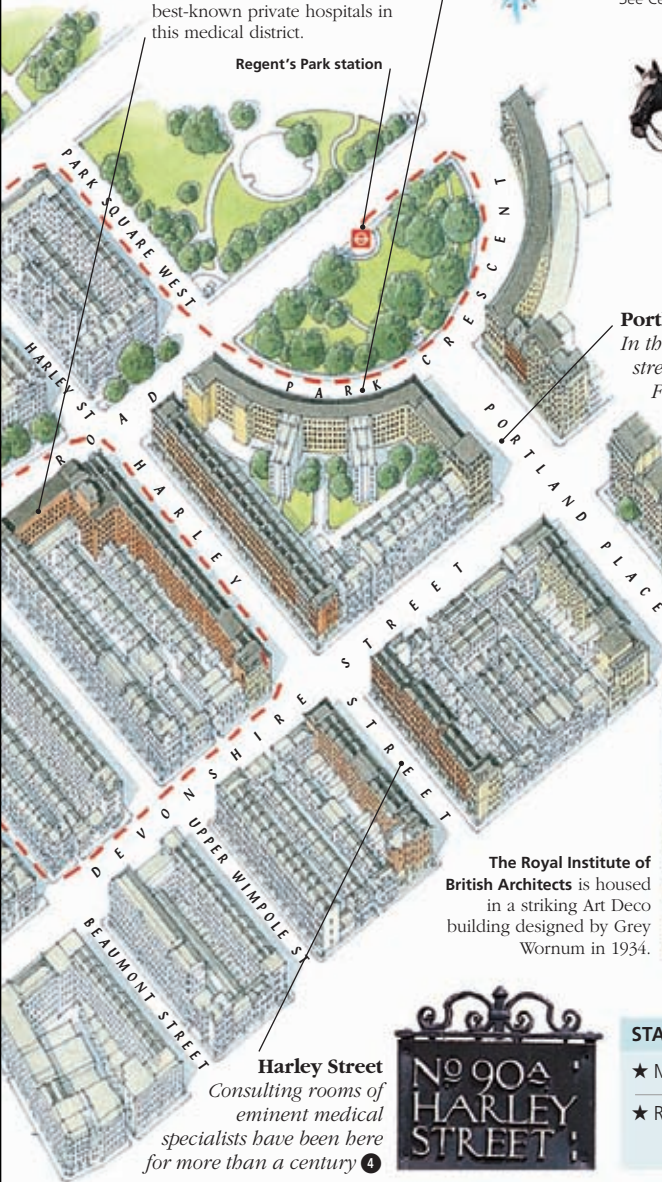 best-known private hospitals in
this medical district.
Regent's Park station
PARK SQUARE WEST
PARK CRESCENT
HARLEY ST
ROAD
HARLEY STREET
PORTLAND PLACE
DEVONSHIRE STREET
UPPER WIMPOLE ST
BEAUMONT STREET
Port
In th
stre
F
The Royal Institute of
British Architects is housed
in a striking Art Deco
building designed by Grey
Wornum in 1934.
Harley Street
Consulting rooms of
eminent medical
specialists have been here
for more than a century 4
No 90A
HARLEY
STREET
STA
★ M
★ R